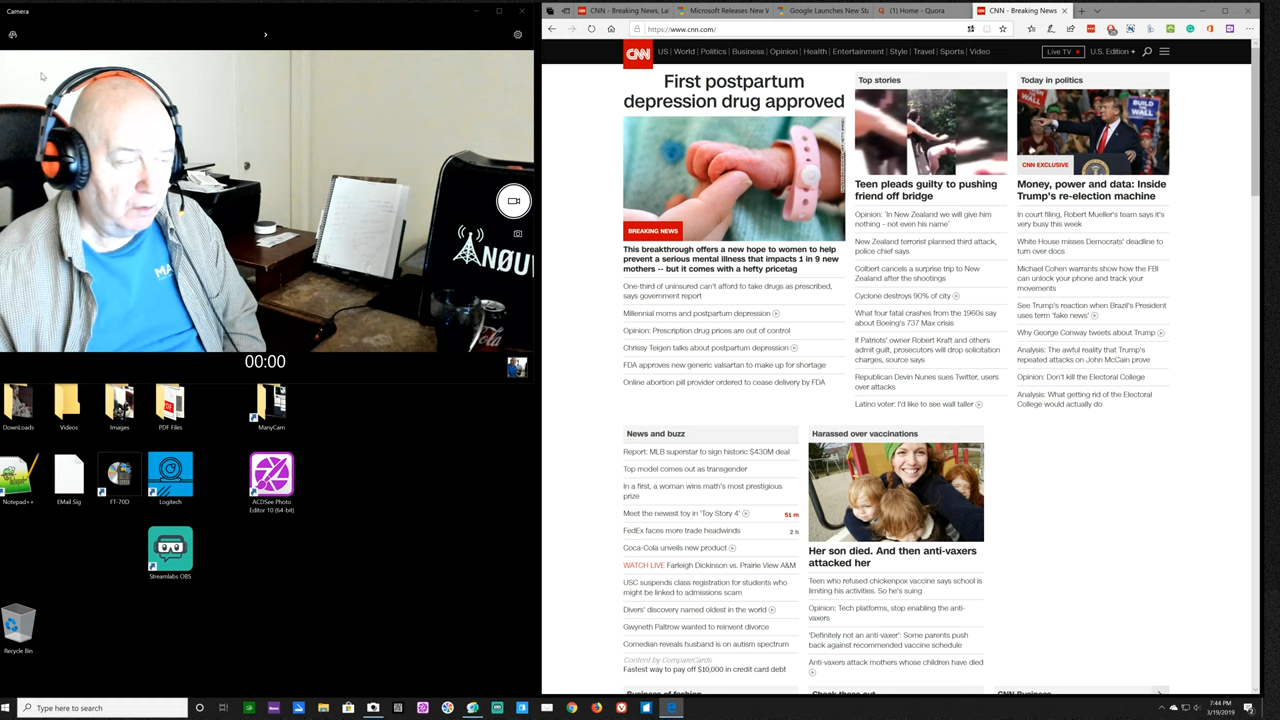 Camera
00:00
DownLoads
Videos
Images
PDF Files
ManyCam
Notepad++
EMail Sig
FT-70D
Logitech
ACDSee Photo
Editor 10 (64-bit)
Streamlabs OBS
Recycle Bin
CNN - Breaking News, La
Microsoft Releases New V
Google Launches New St
(1) Home - Quora
CNN - Breaking News
https://www.cnn.com/
CNN
US
World
Politics
Business
Opinion
Health
Entertainment
Style
Travel
Sports
Video
Live TV
U.S. Edition +
First postpartum
depression drug approved
BREAKING NEWS
This breakthrough offers a new hope to women to help
prevent a serious mental illness that impacts 1 in 9 new
mothers -- but it comes with a hefty pricetag
One-third of uninsured can't afford to take drugs as prescribed,
says government report
Millennial moms and postpartum depression
Opinion: Prescription drug prices are out of control
Chrissy Teigen talks about postpartum depression
FDA approves new generic valsartan to make up for shortage
Online abortion pill provider ordered to cease delivery by FDA
Top stories
Teen pleads guilty to pushing
friend off bridge
Opinion: 'In New Zealand we will give him
nothing – not even his name'
New Zealand terrorist planned third attack,
police chief says
Colbert cancels a surprise trip to New
Zealand after the shootings
Cyclone destroys 90% of city
What four fatal crashes from the 1960s say
about Boeing's 737 Max crisis
If Patriots' owner Robert Kraft and others
admit guilt, prosecutors will drop solicitation
charges, source says
Republican Devin Nunes sues Twitter, users
over attacks
Latino voter: I'd like to see wall taller
Today in politics
BUILD
THE
WALL
CNN EXCLUSIVE
Money, power and data: Inside
Trump's re-election machine
In court filing, Robert Mueller's team says it's
very busy this week
White House misses Democrats' deadline to
turn over docs
Michael Cohen warrants show how the FBI
can unlock your phone and track your
movements
See Trump's reaction when Brazil's President
uses term 'fake news'
Why George Conway tweets about Trump
Analysis: The awful reality that Trump's
repeated attacks on John McCain prove
Opinion: Don't kill the Electoral College
Analysis: What getting rid of the Electoral
College would actually do
News and buzz
Report: MLB superstar to sign historic $430M deal
Top model comes out as transgender
In a first, a woman wins math's most prestigious
prize
Meet the newest toy in 'Toy Story 4' 51 m
FedEx faces more trade headwinds 2 h
Coca-Cola unveils new product
WATCH LIVE Farleigh Dickinson vs. Prairie View A&M
USC suspends class registration for students who
might be linked to admissions scam
Divers' discovery named oldest in the world
Gwyneth Paltrow wanted to reinvent divorce
Comedian reveals husband is on autism spectrum
Content by CompareCards
Fastest way to pay off $10,000 in credit card debt
Harassed over vaccinations
Her son died. And then anti-vaxers
attacked her
Teen who refused chickenpox vaccine says school is
limiting his activities. So he's suing
Opinion: Tech platforms, stop enabling the anti-
vaxers
'Definitely not an anti-vaxer': Some parents push
back against recommended vaccine schedule
Anti-vaxers attack mothers whose children have died
Business of fashion
Check these out
CNN Business
Type here to search
7:44 PM
3/19/2019